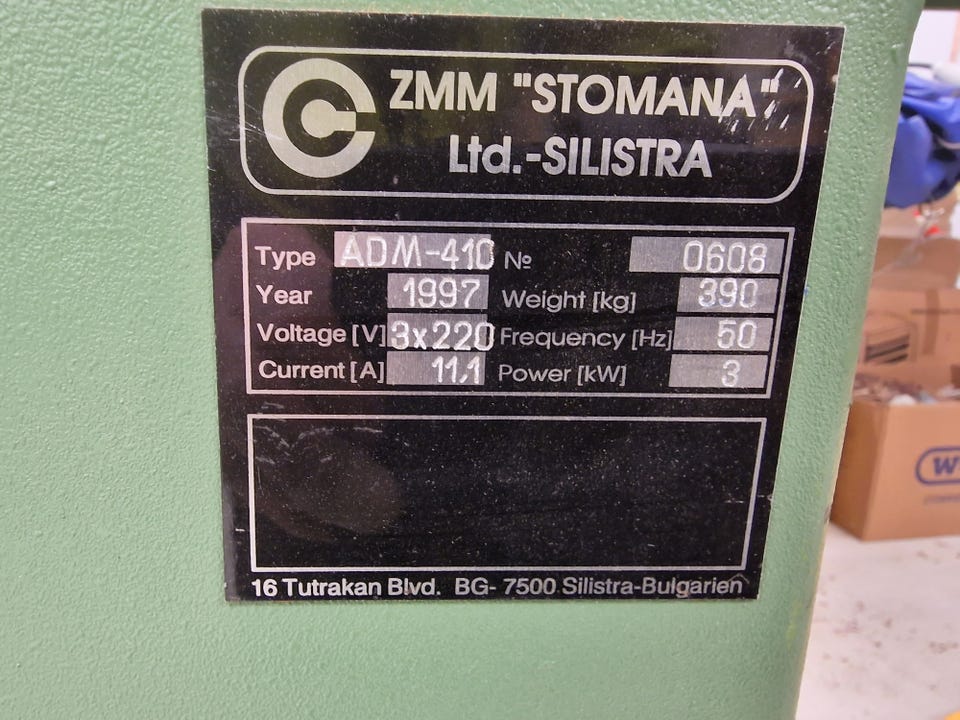 ZMM "STOMANA"
Ltd.-SILISTRA
Type ADM-410 № 0608
Year 1997 Weight [kg] 390
Voltage [V] 3x220 Frequency [Hz] 50
Current [A] 11,1 Power [kW] 3
16 Tutrakan Blvd. BG- 7500 Silistra-Bulgarien